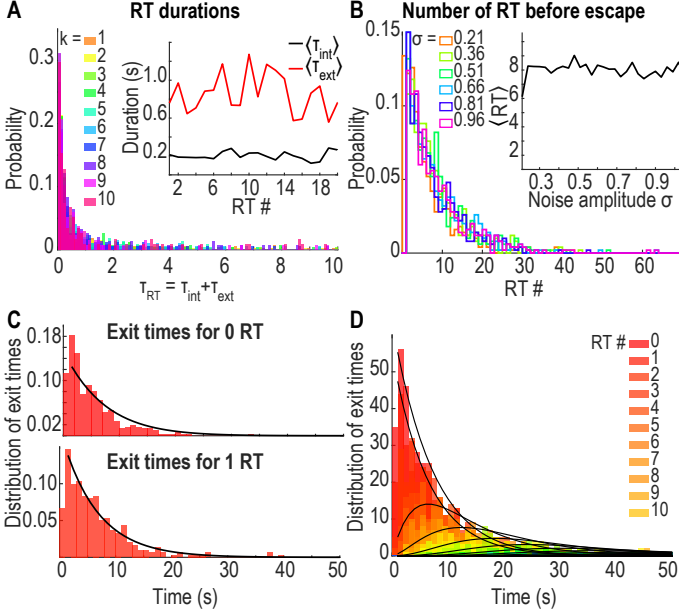 A RT durations
k = 1
2
3
4
5
6
7
8
9
10
Probability
0.3
0.2
0.1
0
0 2 4 6 8 10
τRT = τint+τext
⟨τint⟩
⟨τext⟩
Duration (s)
1.0
0.6
0.2
2 6 10 14 18
RT #
B Number of RT before escape
σ = 0.21
0.36
0.51
0.66
0.81
0.96
Probability
0.15
0.10
0.05
0
0 10 20 30 40 50 60
RT #
⟨RT⟩
8
6
4
2
0.3 0.5 0.7 0.9
Noise amplitude σ
C Exit times for 0 RT
0.18
0.10
0.02
Exit times for 1 RT
0.10
0.05
Distribution of exit times
0 10 20 30 40 50
Time (s)
D
RT # 0
1
2
3
4
5
6
7
8
9
10
Distribution of exit times
50
40
30
20
10
0
0 10 20 30 40 50
Time (s)